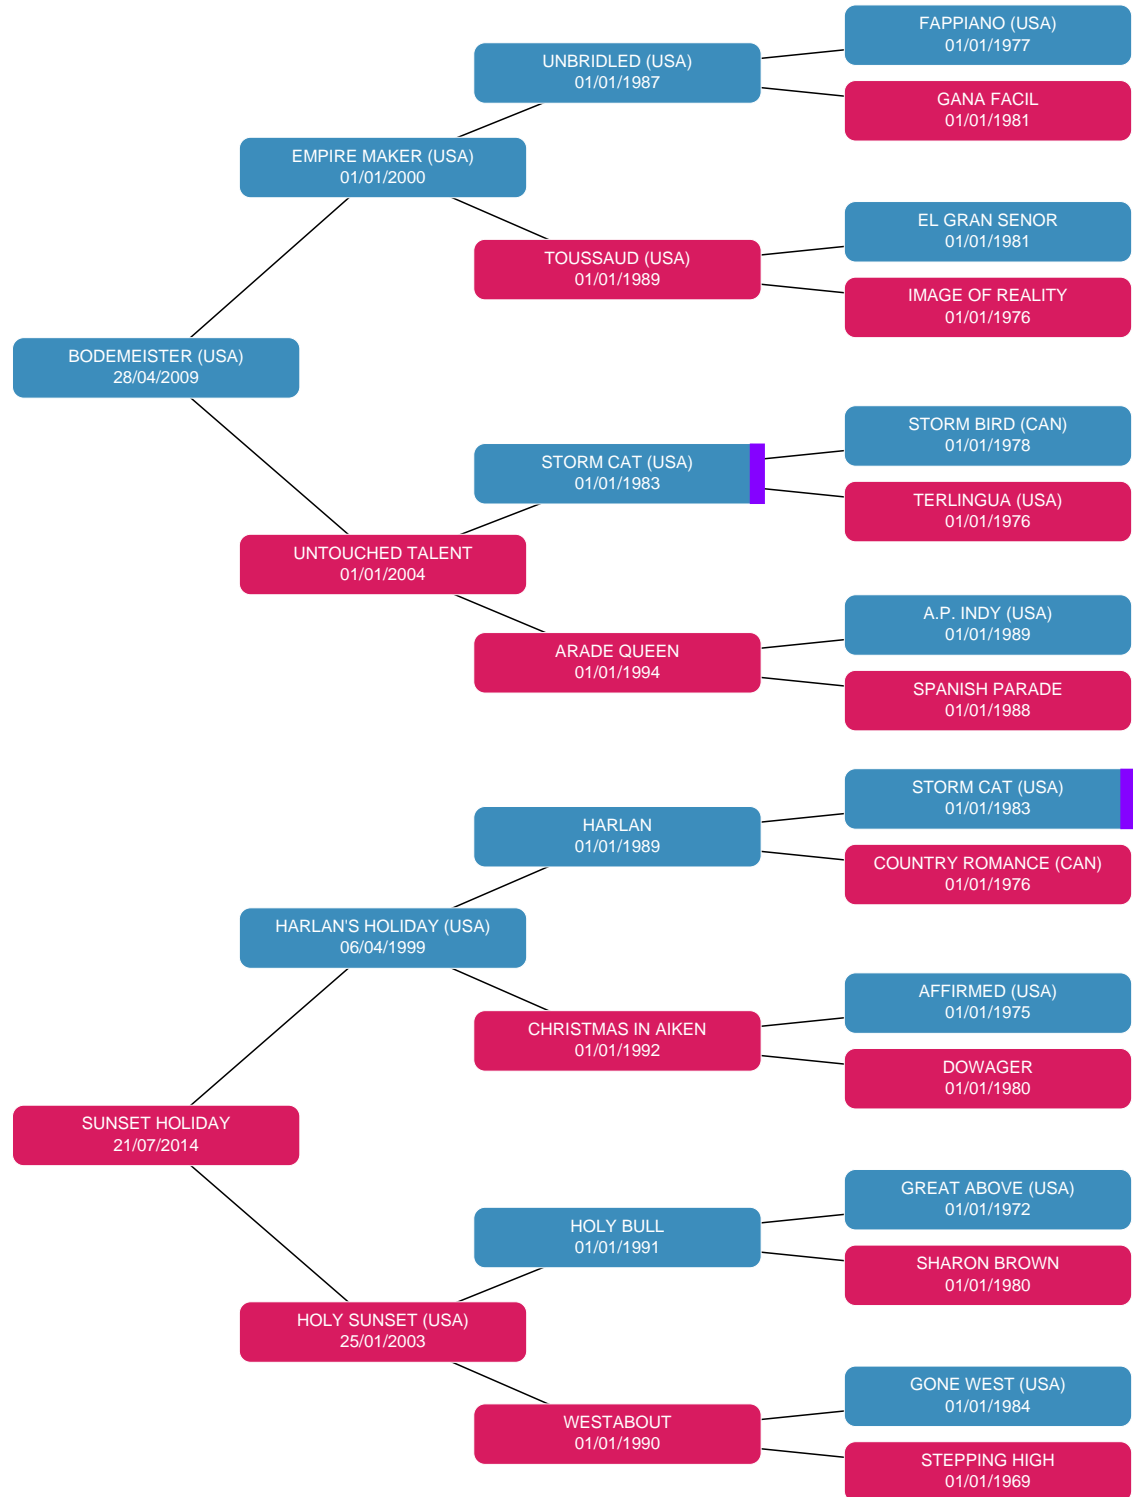 FAPPIANO (USA)
01/01/1977
UNBRIDLED (USA)
01/01/1987
GANA FACIL
01/01/1981
EMPIRE MAKER (USA)
01/01/2000
EL GRAN SENOR
01/01/1981
TOUSSAUD (USA)
01/01/1989
IMAGE OF REALITY
01/01/1976
BODEMEISTER (USA)
28/04/2009
STORM BIRD (CAN)
01/01/1978
STORM CAT (USA)
01/01/1983
TERLINGUA (USA)
01/01/1976
UNTOUCHED TALENT
01/01/2004
A.P. INDY (USA)
01/01/1989
ARADE QUEEN
01/01/1994
SPANISH PARADE
01/01/1988
STORM CAT (USA)
01/01/1983
HARLAN
01/01/1989
COUNTRY ROMANCE (CAN)
01/01/1976
HARLAN'S HOLIDAY (USA)
06/04/1999
AFFIRMED (USA)
01/01/1975
CHRISTMAS IN AIKEN
01/01/1992
DOWAGER
01/01/1980
SUNSET HOLIDAY
21/07/2014
GREAT ABOVE (USA)
01/01/1972
HOLY BULL
01/01/1991
SHARON BROWN
01/01/1980
HOLY SUNSET (USA)
25/01/2003
GONE WEST (USA)
01/01/1984
WESTABOUT
01/01/1990
STEPPING HIGH
01/01/1969